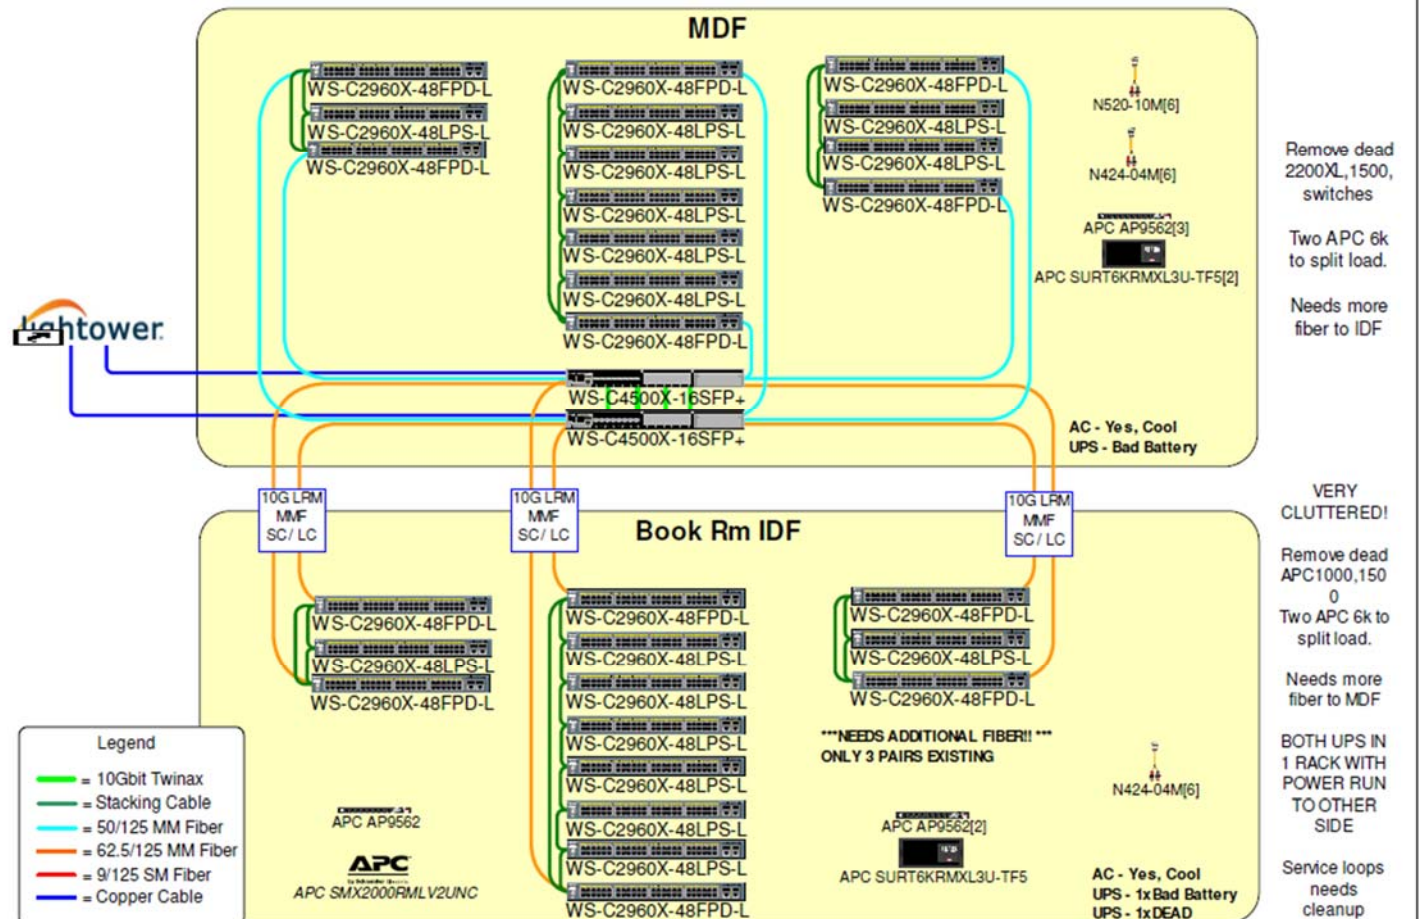 MDF
WS-C2960X-48FPD-L
WS-C2960X-48LPS-L
WS-C2960X-48FPD-L
WS-C2960X-48FPD-L
WS-C2960X-48LPS-L
WS-C2960X-48LPS-L
WS-C2960X-48LPS-L
WS-C2960X-48LPS-L
WS-C2960X-48LPS-L
WS-C2960X-48FPD-L
WS-C2960X-48FPD-L
WS-C2960X-48LPS-L
WS-C2960X-48LPS-L
WS-C2960X-48FPD-L
N520-10M[6]
N424-04M[6]
APC AP9562[3]
APC SURT6KRMXL3U-TF5[2]
Remove dead
2200XL,1500,
switches
Two APC 6k
to split load.
Needs more
fiber to IDF
lightower
WS-C4500X-16SFP+
WS-C4500X-16SFP+
AC - Yes, Cool
UPS - Bad Battery
10G LRM
MMF
SC/ LC
10G LRM
MMF
SC/ LC
10G LRM
MMF
SC/ LC
Book Rm IDF
WS-C2960X-48FPD-L
WS-C2960X-48LPS-L
WS-C2960X-48FPD-L
WS-C2960X-48FPD-L
WS-C2960X-48LPS-L
WS-C2960X-48LPS-L
WS-C2960X-48LPS-L
WS-C2960X-48LPS-L
WS-C2960X-48LPS-L
WS-C2960X-48LPS-L
WS-C2960X-48FPD-L
WS-C2960X-48FPD-L
WS-C2960X-48LPS-L
WS-C2960X-48FPD-L
***NEEDS ADDITIONAL FIBER!! ***
ONLY 3 PAIRS EXISTING
N424-04M[6]
APC AP9562
APC
APC SMX2000RMLV2UNC
APC AP9562[2]
APC SURT6KRMXL3U-TF5
AC - Yes, Cool
UPS - 1xBad Battery
UPS - 1xDEAD
VERY
CLUTTERED!
Remove dead
APC1000,150
0
Two APC 6k to
split load.
Needs more
fiber to MDF
BOTH UPS IN
1 RACK WITH
POWER RUN
TO OTHER
SIDE
Service loops
needs
cleanup
Legend
= 10Gbit Twinax
= Stacking Cable
= 50/125 MM Fiber
= 62.5/125 MM Fiber
= 9/125 SM Fiber
= Copper Cable